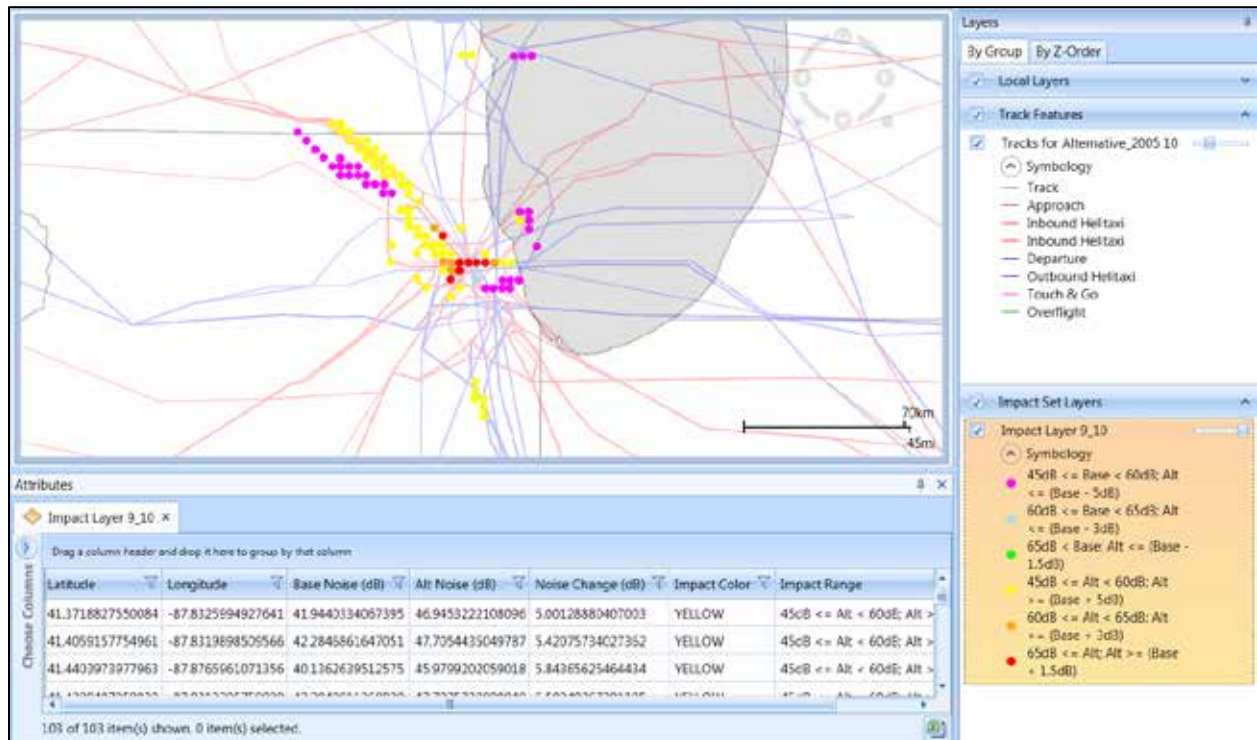 Layers
By Group By Z-Order
Local Layers
Track Features
Tracks for Alternative_2005 10
Symbology
Track
Approach
Inbound Helitaxi
Inbound Helitaxi
Departure
Outbound Helitaxi
Touch & Go
Overflight
70km
45mi
Impact Set Layers
Impact Layer 9_10
Symbology
45dB <= Base < 60dB; Alt
<= (Base - 5dB)
60dB <= Base < 65dB; Alt
<= (Base - 3dB)
65dB < Base; Alt <= (Base -
1.5dB)
45dB <= Alt < 60dB; Alt
>= (Base + 5dB)
60dB <= Alt < 65dB; Alt
>= (Base + 3dB)
65dB <= Alt; Alt >= (Base
+ 1.5dB)
Attributes
Impact Layer 9_10 ×
Choose Columns
Drag a column header and drop it here to group by that column
Latitude Longitude Base Noise (dB) Alt Noise (dB) Noise Change (dB) Impact Color Impact Range
41.3718827550084 -87.8325994927641 41.9440334067395 46.9453222108096 5.00128880407003 YELLOW 45dB <= Alt < 60dB; Alt >
41.4059157754961 -87.8319898509566 42.2846861647051 47.7054435049787 5.42075734027362 YELLOW 45dB <= Alt < 60dB; Alt >
41.4403973977963 -87.8765961071356 40.1362639512575 45.9799202059018 5.84365625464434 YELLOW 45dB <= Alt < 60dB; Alt >
YELLOW
103 of 103 item(s) shown. 0 item(s) selected.